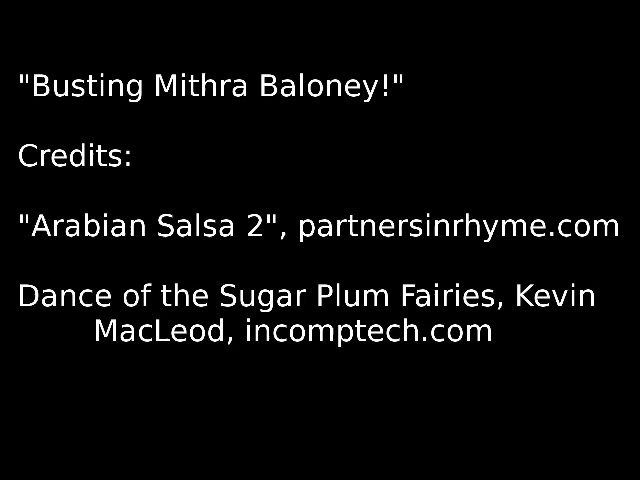 "Busting Mithra Baloney!"
Credits:
"Arabian Salsa 2", partnersinrhyme.com
Dance of the Sugar Plum Fairies, Kevin
MacLeod, incomptech.com